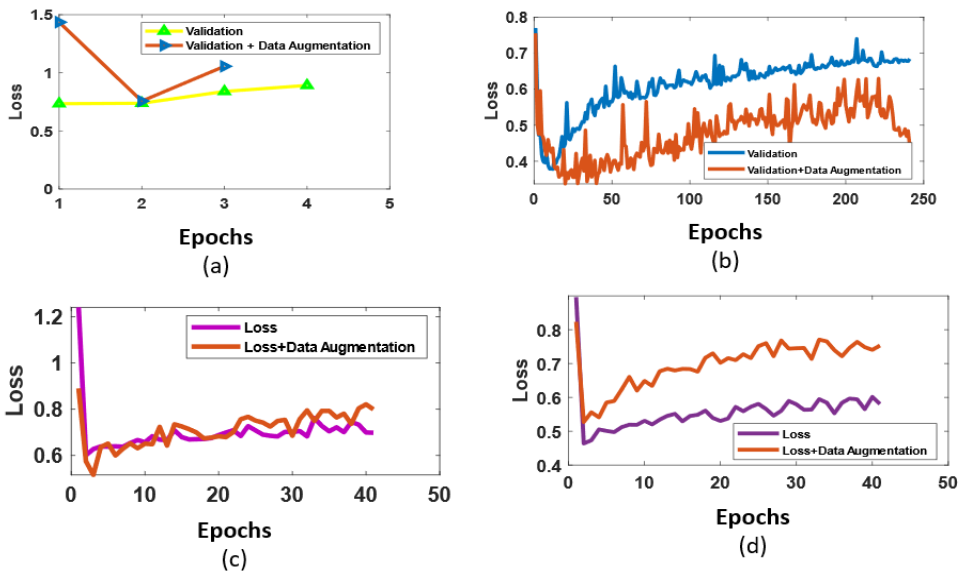 1.5
1
0.5
0
Loss
Validation
Validation + Data Augmentation
1 2 3 4 5
Epochs
(a)
0.8
0.7
0.6
0.5
0.4
Loss
Validation
Validation+Data Augmentation
0 50 100 150 200 250
Epochs
(b)
1.2
1
0.8
0.6
Loss
Loss
Loss+Data Augmentation
0 10 20 30 40 50
Epochs
(c)
0.8
0.7
0.6
0.5
0.4
Loss
Loss
Loss+Data Augmentation
0 10 20 30 40 50
Epochs
(d)